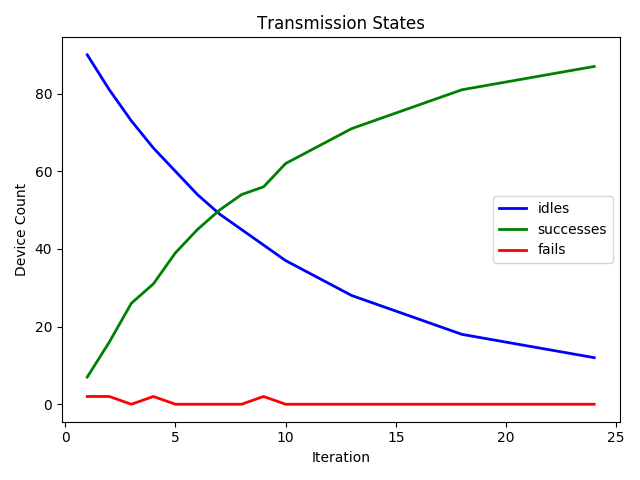 Transmission States
Device Count
80
60
40
20
0
idles
successes
fails
0 5 10 15 20 25
Iteration